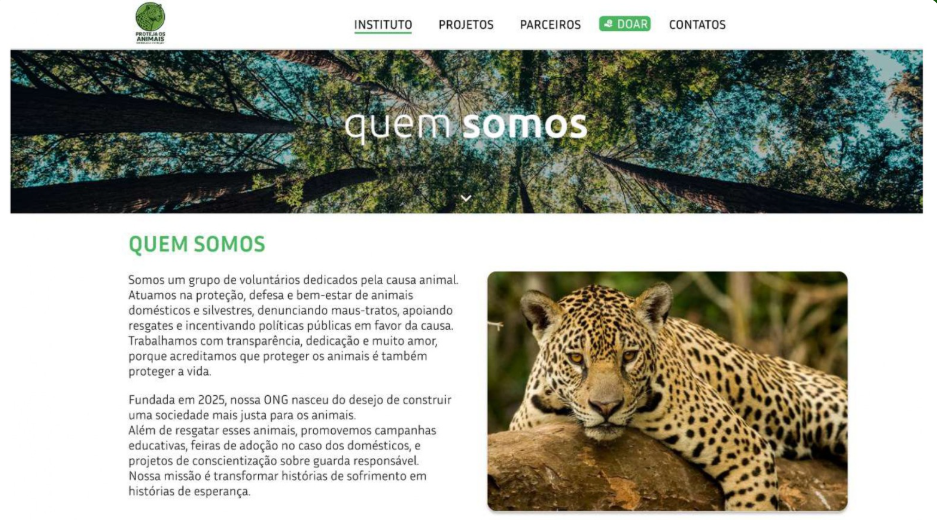 PROTEJA OS
ANIMAIS
INSTITUTO
PROJETOS
PARCEIROS
DOAR
CONTATOS
quem somos
QUEM SOMOS
Somos um grupo de voluntários dedicados pela causa animal.
Atuamos na proteção, defesa e bem-estar de animais
domésticos e silvestres, denunciando maus-tratos, apoiando
resgates e incentivando políticas públicas em favor da causa.
Trabalhamos com transparência, dedicação e muito amor,
porque acreditamos que proteger os animais é também
proteger a vida.
Fundada em 2025, nossa ONG nasceu do desejo de construir
uma sociedade mais justa para os animais.
Além de resgatar esses animais, promovemos campanhas
educativas, feiras de adoção no caso dos domésticos, e
projetos de conscientização sobre guarda responsável.
Nossa missão é transformar histórias de sofrimento em
histórias de esperança.